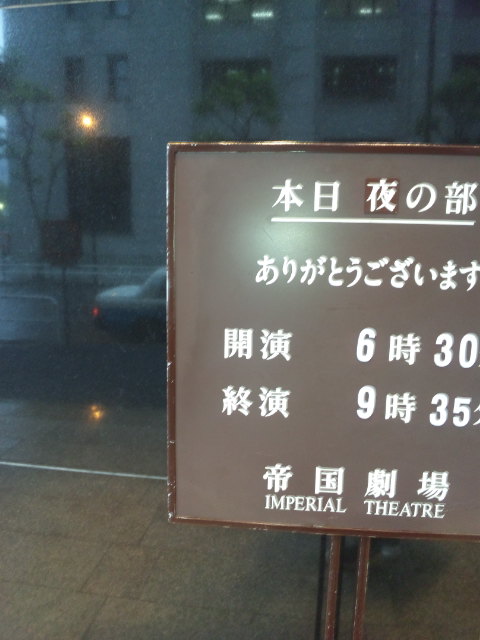 本日 夜の部
ありがとうございます
開演 6時30
終演 9時35分
帝国劇場
IMPERIAL THEATRE